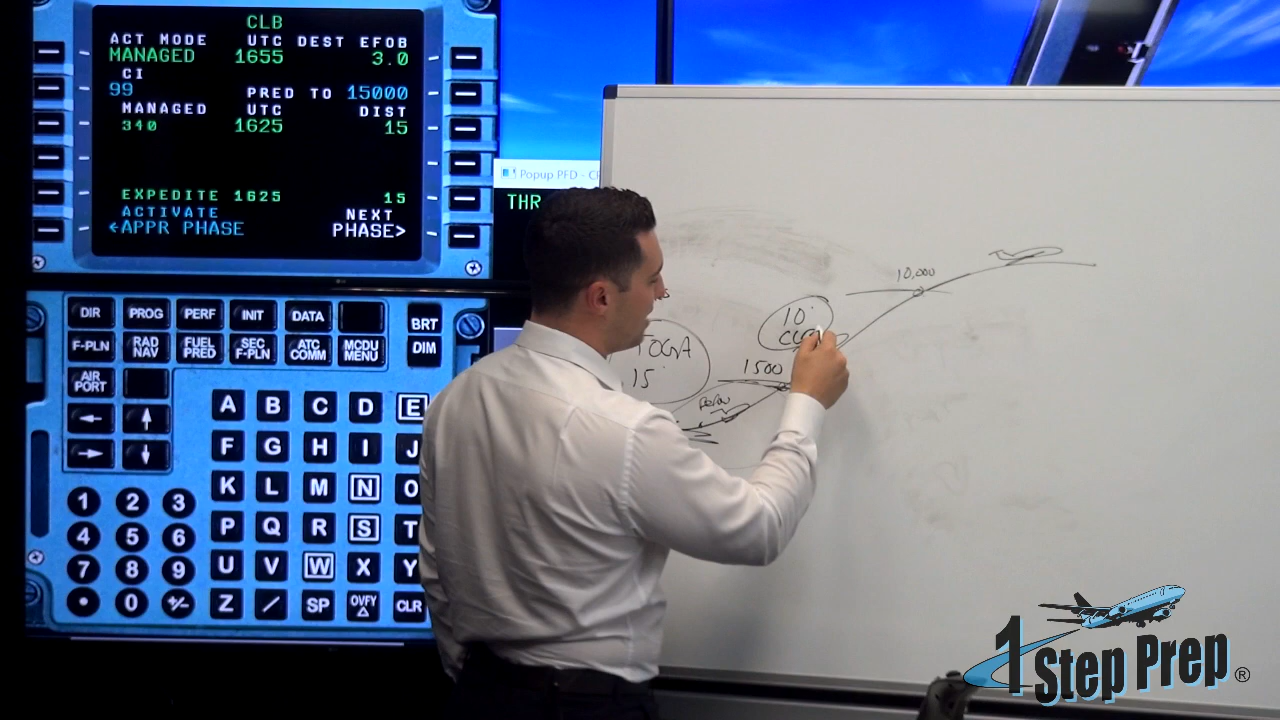 CLB
ACT MODE UTC DEST EFOB
MANAGED 1655 3.0
CI
99 PRED TO 15000
MANAGED UTC DIST
340 1625 15
EXPEDITE 1625 15
ACTIVATE NEXT
←APPR PHASE PHASE>
DIR PROG PERF INIT DATA
BRT
F-PLN RAD NAV FUEL PRED SEC F-PLN ATC COMM MCDU MENU
DIM
AIR PORT
← ↑
→ ↓
A B C D E
F G H I J
K L M N O
P Q R S T
U V W X Y
Z / SP OVFY △ CLR
1 2 3
4 5 6
7 8 9
• 0 +/-
Popup PFD - C
THR
10,000
10°
1500
TOGA
15°
1 Step Prep ®